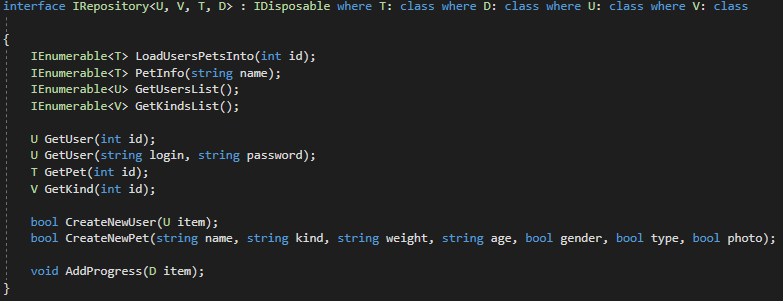 interface IRepository<U, V, T, D> : IDisposable where T: class where D: class where U: class where V: class
{
IEnumerable<T> LoadUsersPetsInto(int id);
IEnumerable<T> PetInfo(string name);
IEnumerable<U> GetUsersList();
IEnumerable<V> GetKindsList();
U GetUser(int id);
U GetUser(string login, string password);
T GetPet(int id);
V GetKind(int id);
bool CreateNewUser(U item);
bool CreateNewPet(string name, string kind, string weight, string age, bool gender, bool type, bool photo);
void AddProgress(D item);
}